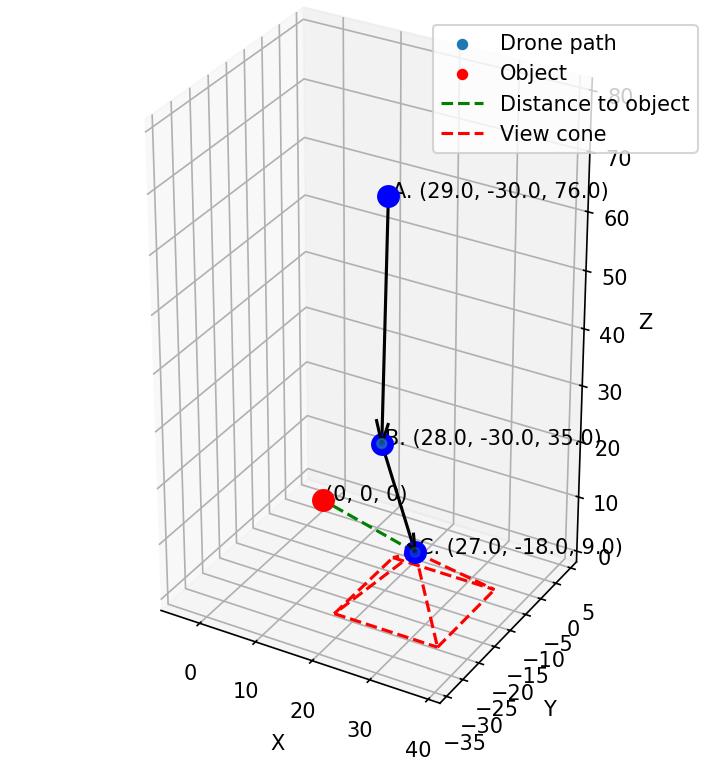 Drone path
Object
Distance to object
View cone
80
70
A. (29.0, -30.0, 76.0)
60
50
Z
40
30
B. (28.0, -30.0, 35.0)
20
(0, 0, 0)
10
C. (27.0, -18.0, 9.0)
0
5
0
−5
−10
−15
−20
−25
−30
−35
Y
0
10
20
30
40
X